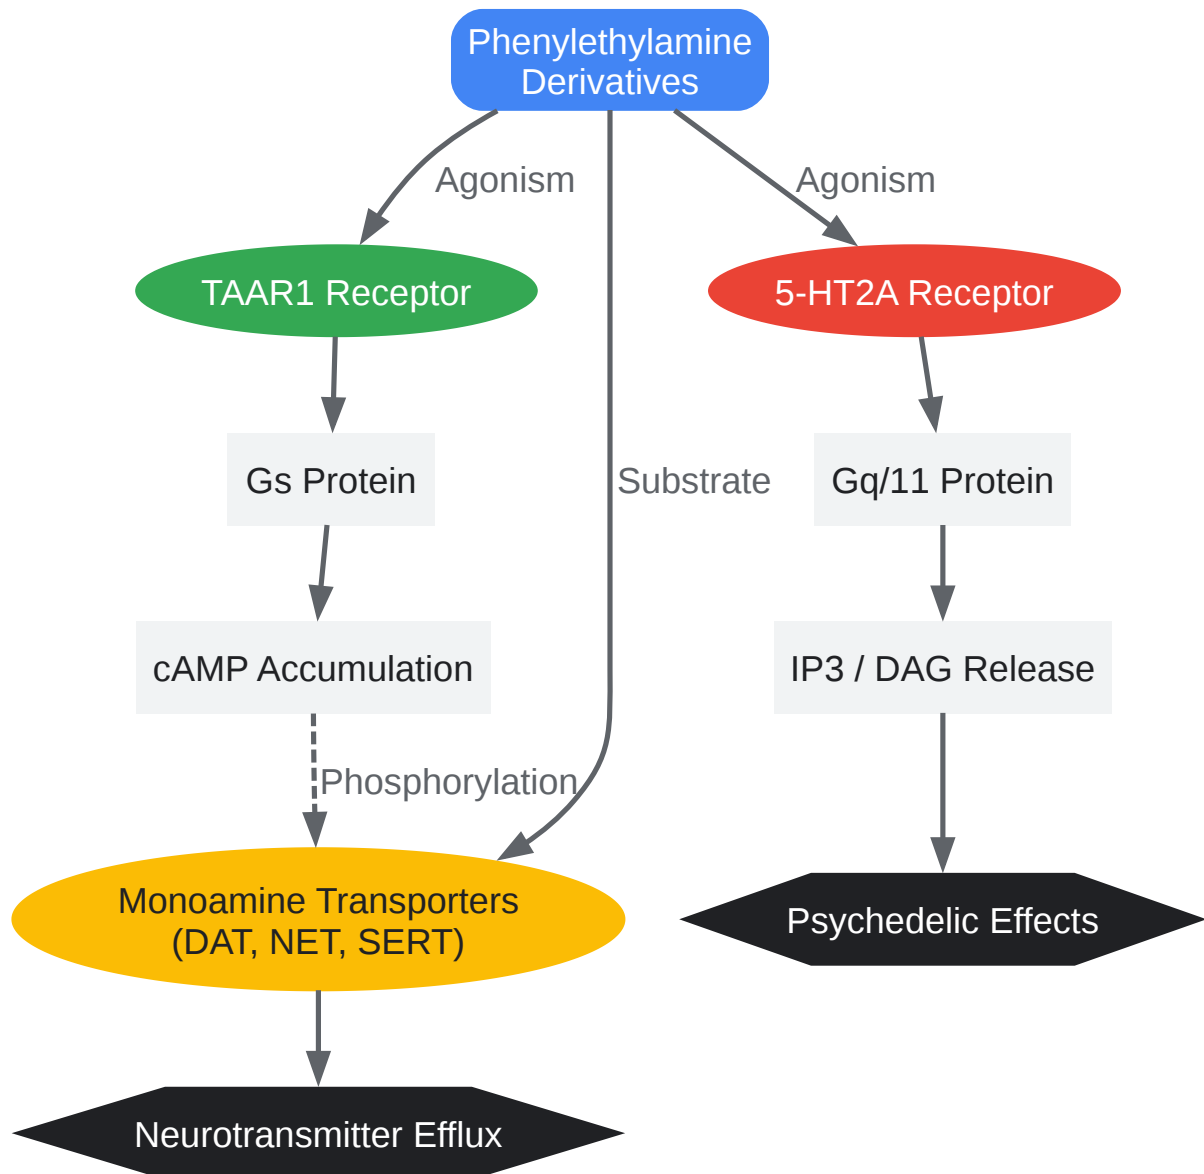 Phenylethylamine
Derivatives
Agonism
Agonism
TAAR1 Receptor
5-HT2A Receptor
Gs Protein
Substrate
Gq/11 Protein
cAMP Accumulation
IP3 / DAG Release
Phosphorylation
Monoamine Transporters
(DAT, NET, SERT)
Psychedelic Effects
Neurotransmitter Efflux